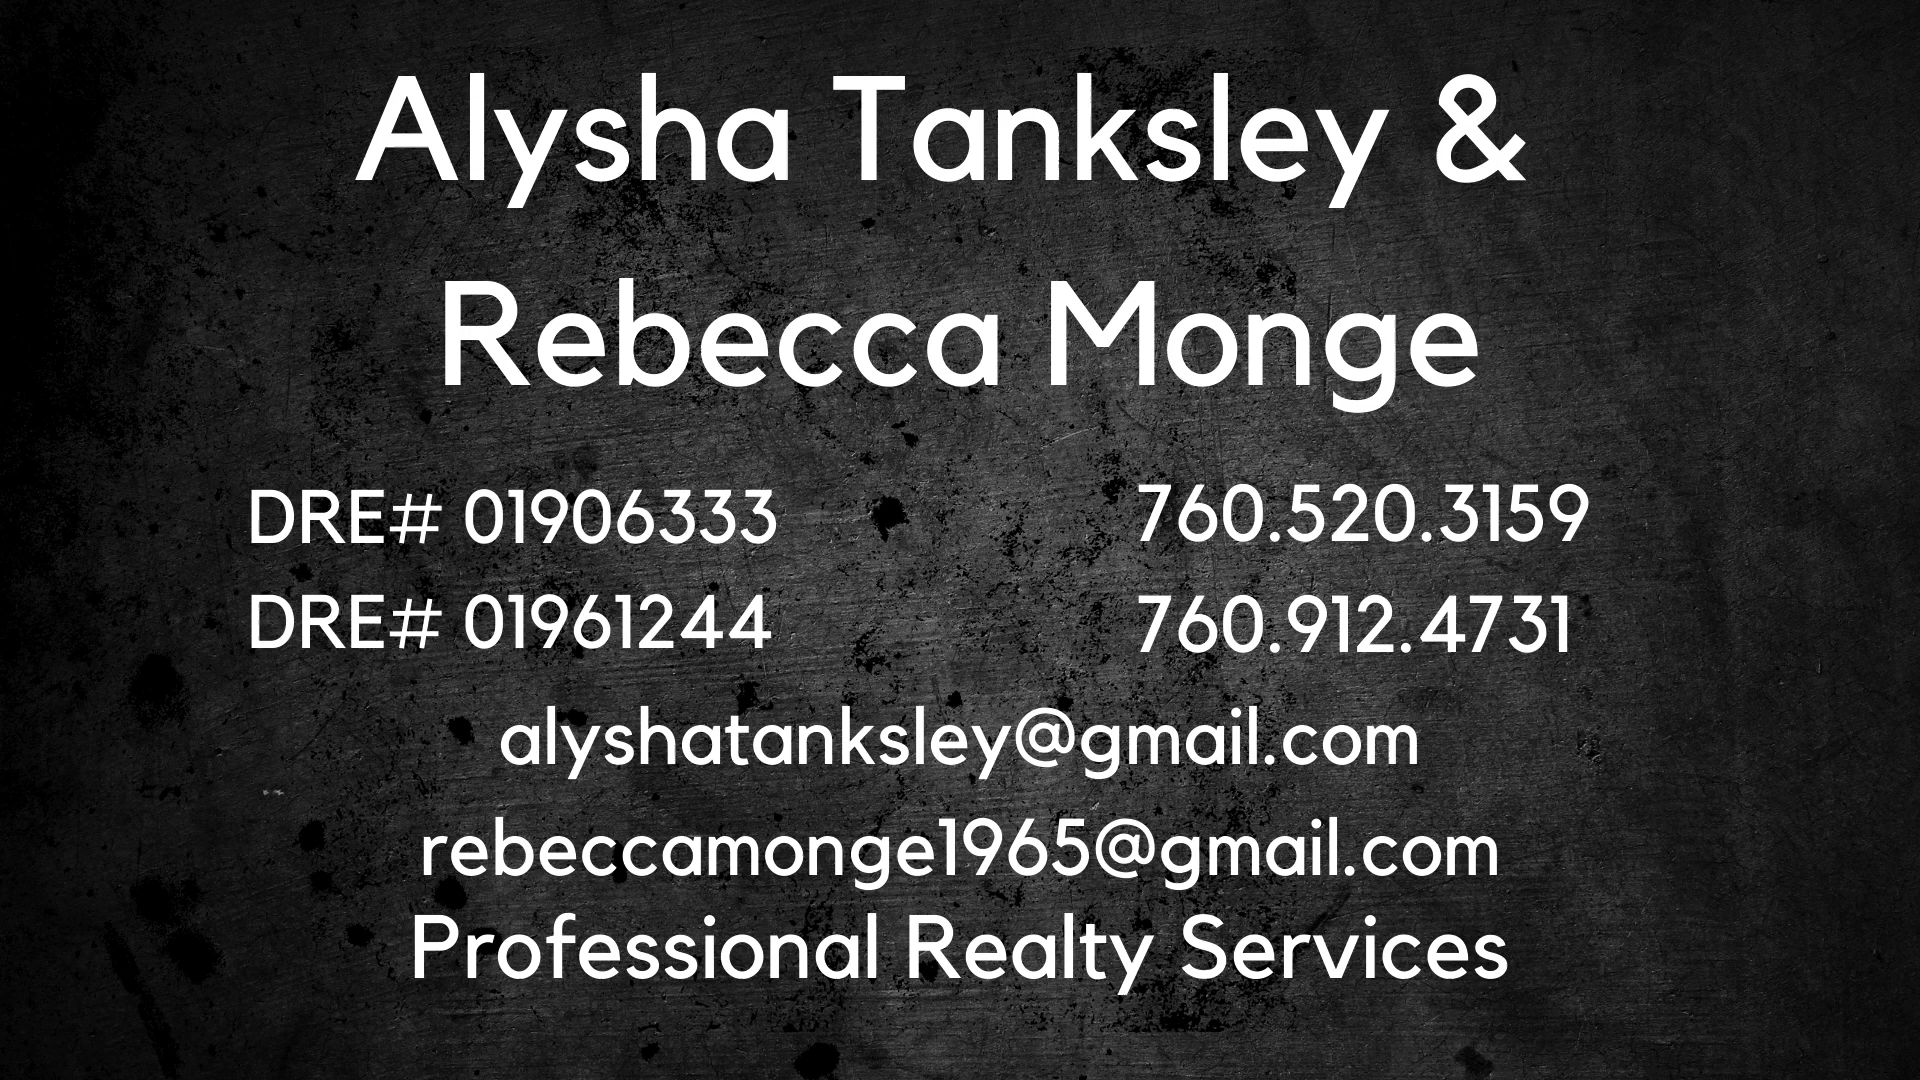 Alysha Tanksley &
Rebecca Monge
DRE# 01906333 760.520.3159
DRE# 01961244 760.912.4731
alyshatanksley@gmail.com
rebeccamonge1965@gmail.com
Professional Realty Services